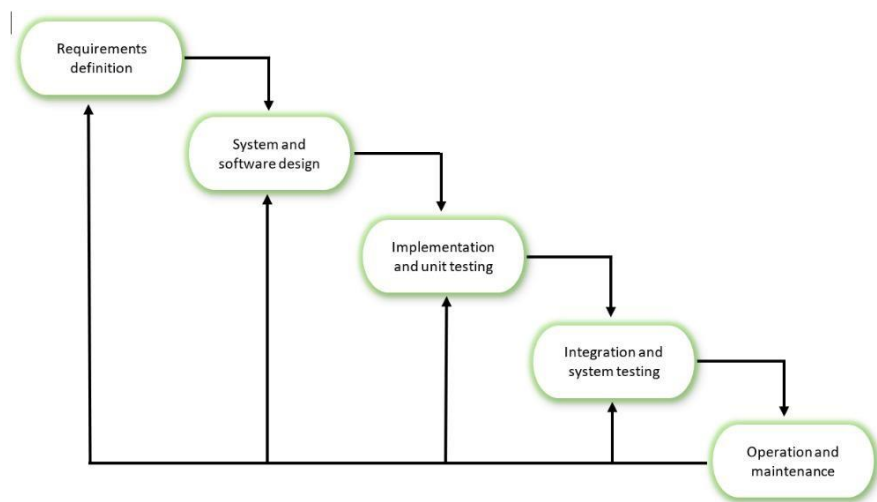 Requirements
definition
System and
software design
Implementation
and unit testing
Integration and
system testing
Operation and
maintenance